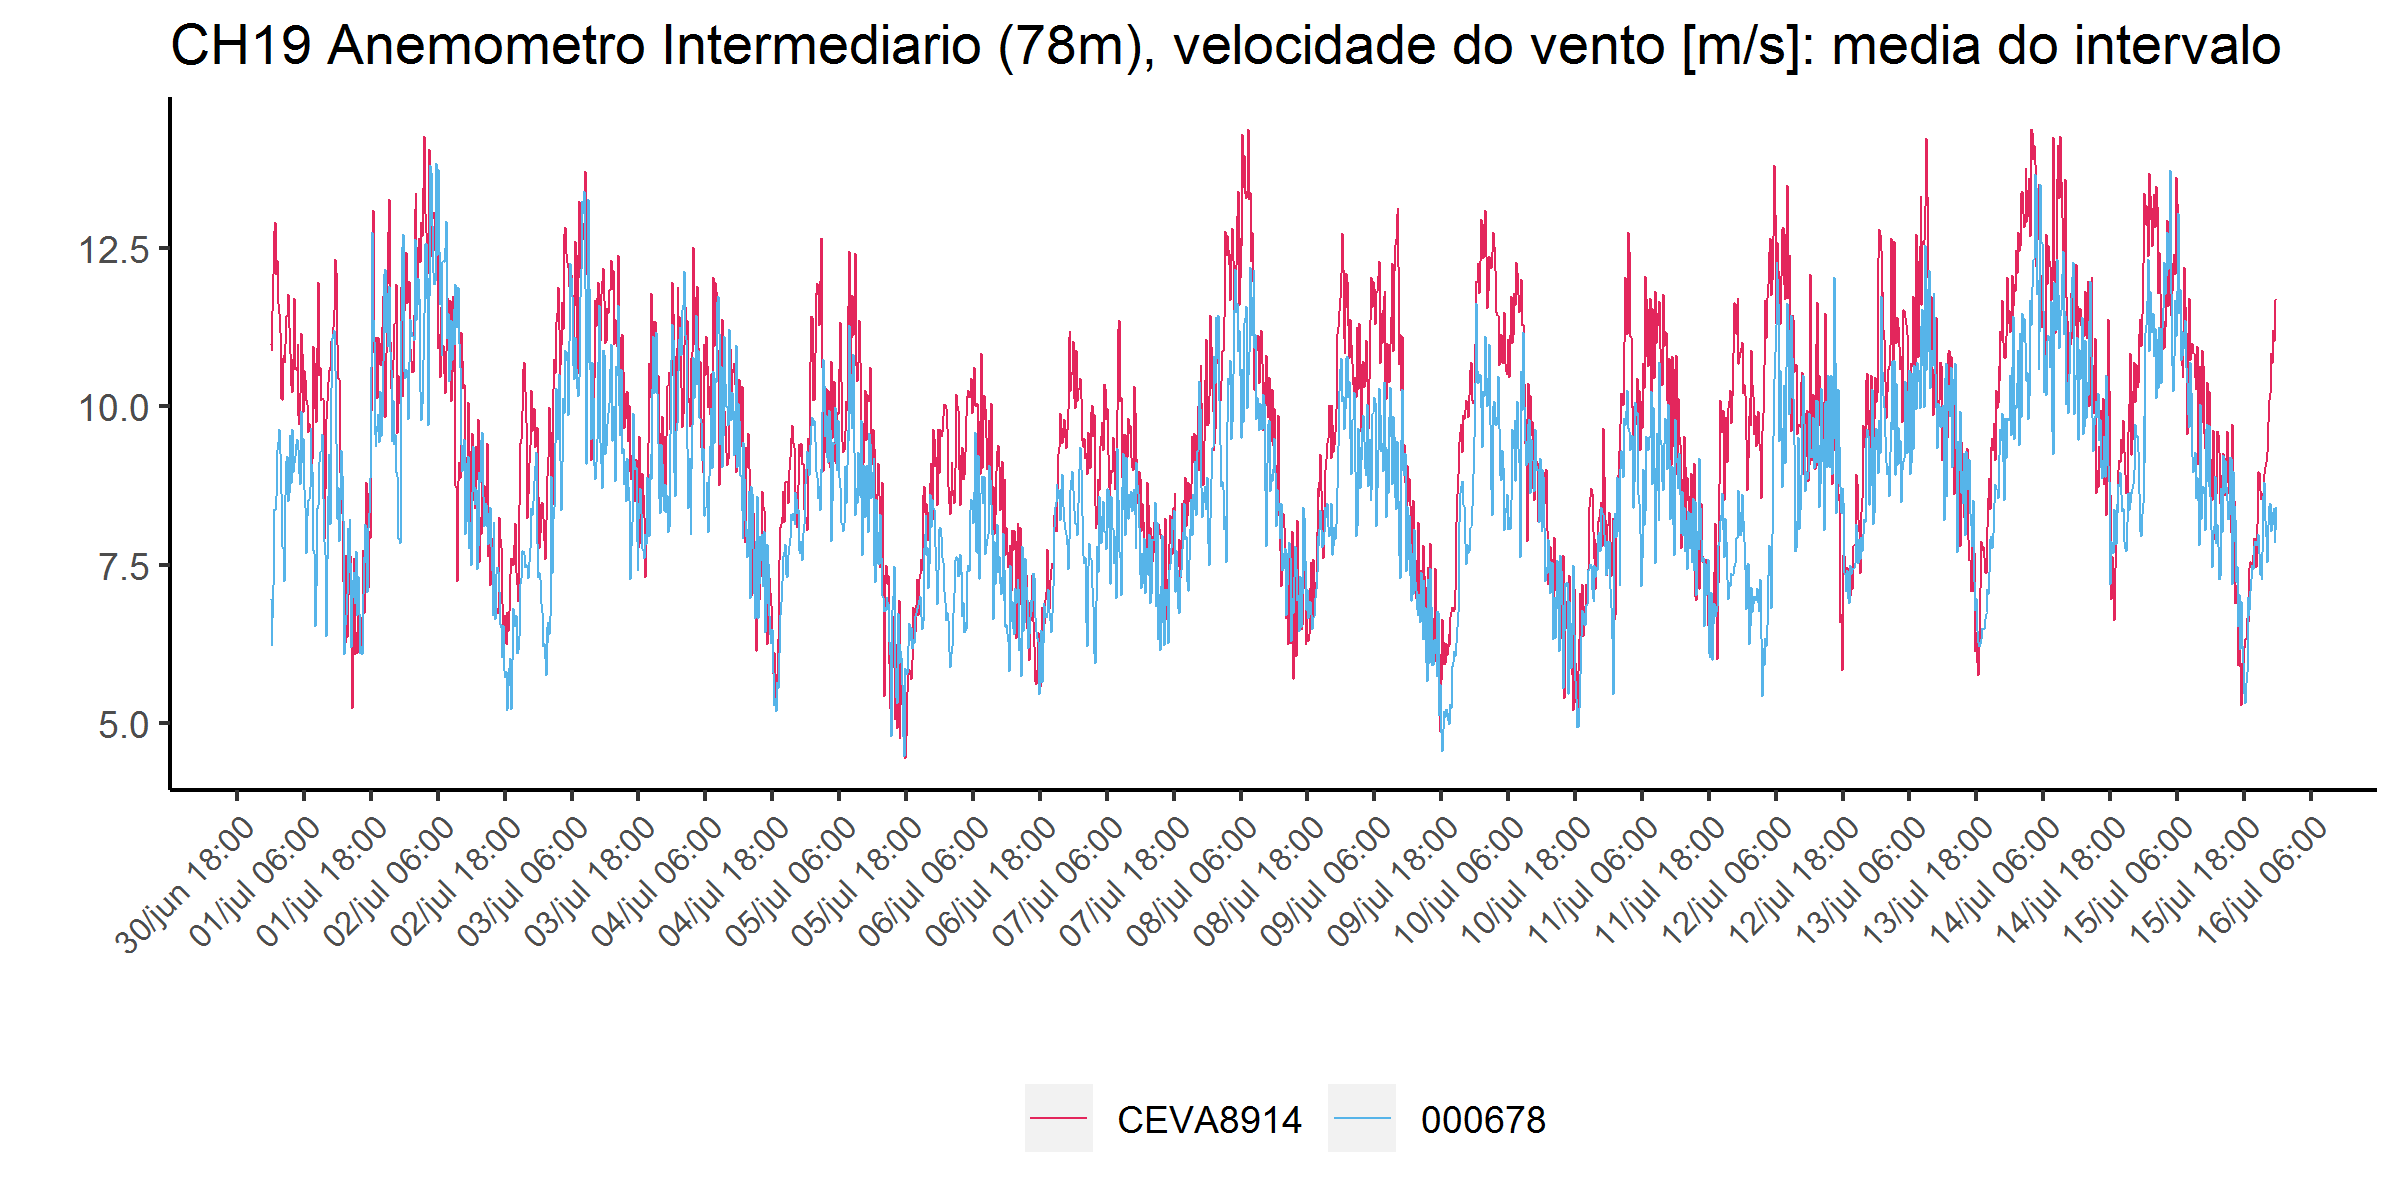 CH19 Anemometro Intermediario (78m), velocidade do vento [m/s]: media do intervalo
12.5
10.0
7.5
5.0
30/jun 18:00
01/jul 06:00
01/jul 18:00
02/jul 06:00
02/jul 18:00
03/jul 06:00
03/jul 18:00
04/jul 06:00
04/jul 18:00
05/jul 06:00
05/jul 18:00
06/jul 06:00
06/jul 18:00
07/jul 06:00
07/jul 18:00
08/jul 06:00
08/jul 18:00
09/jul 06:00
09/jul 18:00
10/jul 06:00
10/jul 18:00
11/jul 06:00
11/jul 18:00
12/jul 06:00
12/jul 18:00
13/jul 06:00
13/jul 18:00
14/jul 06:00
14/jul 18:00
15/jul 06:00
15/jul 18:00
16/jul 06:00
CEVA8914 000678